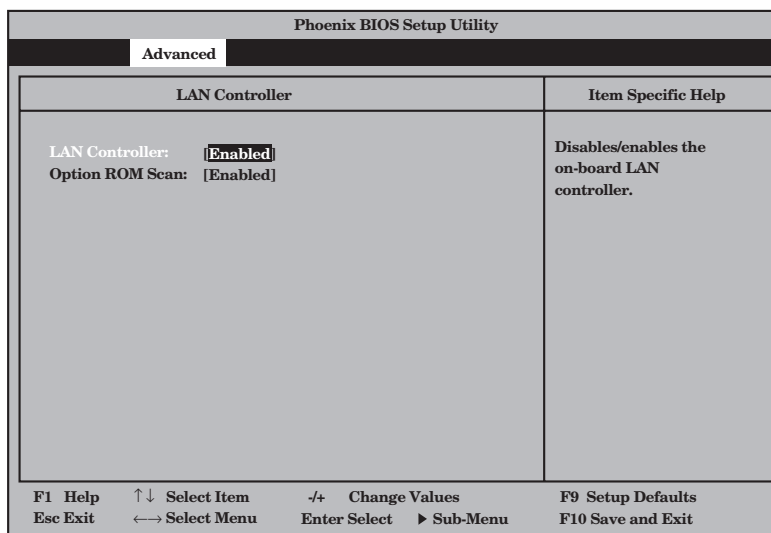 Phoenix BIOS Setup Utility
Advanced
LAN Controller
Item Specific Help
LAN Controller: [Enabled]
Option ROM Scan: [Enabled]
Disables/enables the
on-board LAN
controller.
F1 Help ↑↓ Select Item -/+ Change Values F9 Setup Defaults
Esc Exit ←→ Select Menu Enter Select ▶ Sub-Menu F10 Save and Exit